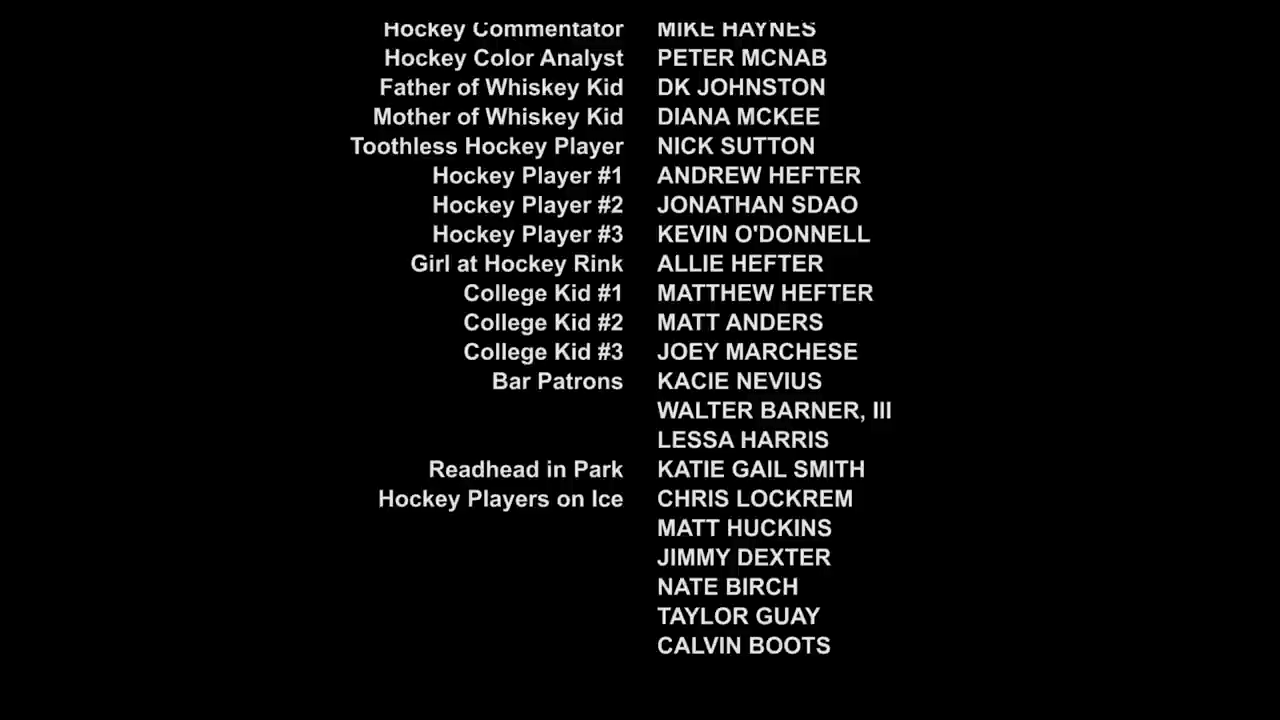 Hockey Commentator MIKE HAYNES
Hockey Color Analyst PETER MCNAB
Father of Whiskey Kid DK JOHNSTON
Mother of Whiskey Kid DIANA MCKEE
Toothless Hockey Player NICK SUTTON
Hockey Player #1 ANDREW HEFTER
Hockey Player #2 JONATHAN SDAO
Hockey Player #3 KEVIN O'DONNELL
Girl at Hockey Rink ALLIE HEFTER
College Kid #1 MATTHEW HEFTER
College Kid #2 MATT ANDERS
College Kid #3 JOEY MARCHESE
Bar Patrons KACIE NEVIUS
WALTER BARNER, III
LESSA HARRIS
Readhead in Park KATIE GAIL SMITH
Hockey Players on Ice CHRIS LOCKREM
MATT HUCKINS
JIMMY DEXTER
NATE BIRCH
TAYLOR GUAY
CALVIN BOOTS